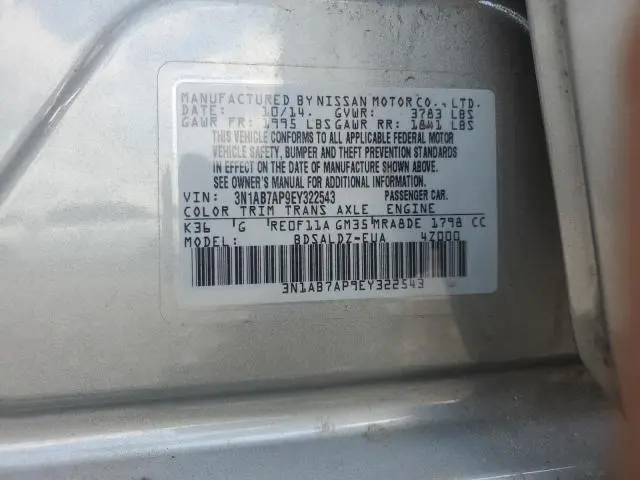 MANUFACTURED BY NISSAN MOTOR CO., LTD.
DATE: 10/14. GVWR: 3783 LBS
GAWR FR: 1995 LBS GAWR RR: 1841 LBS
THIS VEHICLE CONFORMS TO ALL APPLICABLE FEDERAL MOTOR
VEHICLE SAFETY, BUMPER AND THEFT PREVENTION STANDARDS
IN EFFECT ON THE DATE OF MANUFACTURE SHOWN ABOVE.
SEE OWNER'S MANUAL FOR ADDITIONAL INFORMATION.
VIN: 3N1AB7AP9EY322543 PASSENGER CAR.
COLOR TRIM TRANS AXLE ENGINE
K36 G RE0F11A GM35 MRA8DE 1798 CC
MODEL: BDSALDZ-EUA 4Z000
3N1AB7AP9EY322543